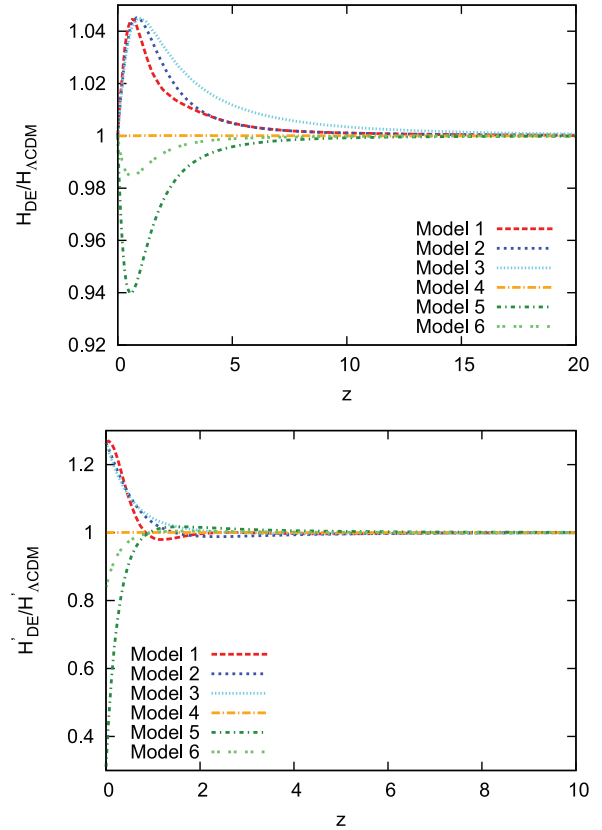 1.04
1.02
1
0.98
0.96
0.94
0.92
H_DE/H_ΛCDM
Model 1
Model 2
Model 3
Model 4
Model 5
Model 6
0 5 10 15 20
z
1.2
1
0.8
0.6
0.4
H'_DE/H'_ΛCDM
Model 1
Model 2
Model 3
Model 4
Model 5
Model 6
0 2 4 6 8 10
z